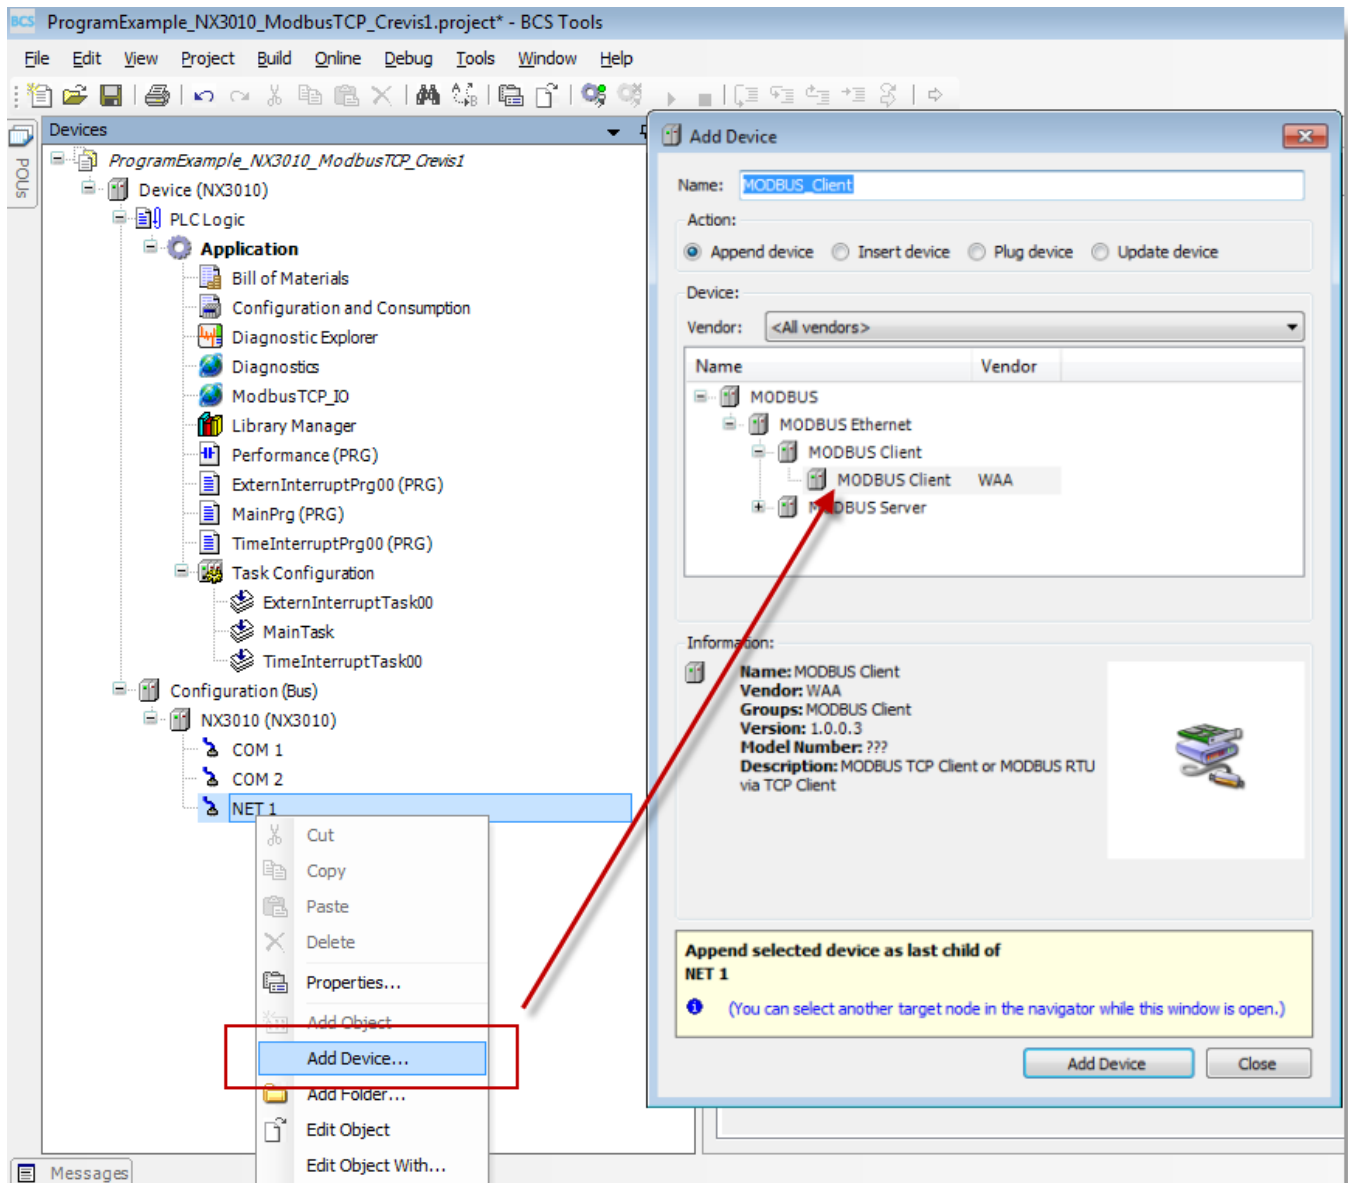 BCS ProgramExample_NX3010_ModbusTCP_Crevis1.project* - BCS Tools
File Edit View Project Build Online Debug Tools Window Help
Devices
POUs
ProgramExample_NX3010_ModbusTCP_Crevis1
Device (NX3010)
PLC Logic
Application
Bill of Materials
Configuration and Consumption
Diagnostic Explorer
Diagnostics
ModbusTCP_IO
Library Manager
Performance (PRG)
ExternInterruptPrg00 (PRG)
MainPrg (PRG)
TimeInterruptPrg00 (PRG)
Task Configuration
ExternInterruptTask00
MainTask
TimeInterruptTask00
Configuration (Bus)
NX3010 (NX3010)
COM 1
COM 2
NET 1
Cut
Copy
Paste
Delete
Properties...
Add Object
Add Device...
Add Folder...
Edit Object
Edit Object With...
Messages
Add Device
Name: MODBUS_Client
Action:
Append device Insert device Plug device Update device
Device:
Vendor: <All vendors>
Name Vendor
MODBUS
MODBUS Ethernet
MODBUS Client
MODBUS Client WAA
MODBUS Server
Information:
Name: MODBUS Client
Vendor: WAA
Groups: MODBUS Client
Version: 1.0.0.3
Model Number: ???
Description: MODBUS TCP Client or MODBUS RTU
via TCP Client
Append selected device as last child of
NET 1
(You can select another target node in the navigator while this window is open.)
Add Device Close